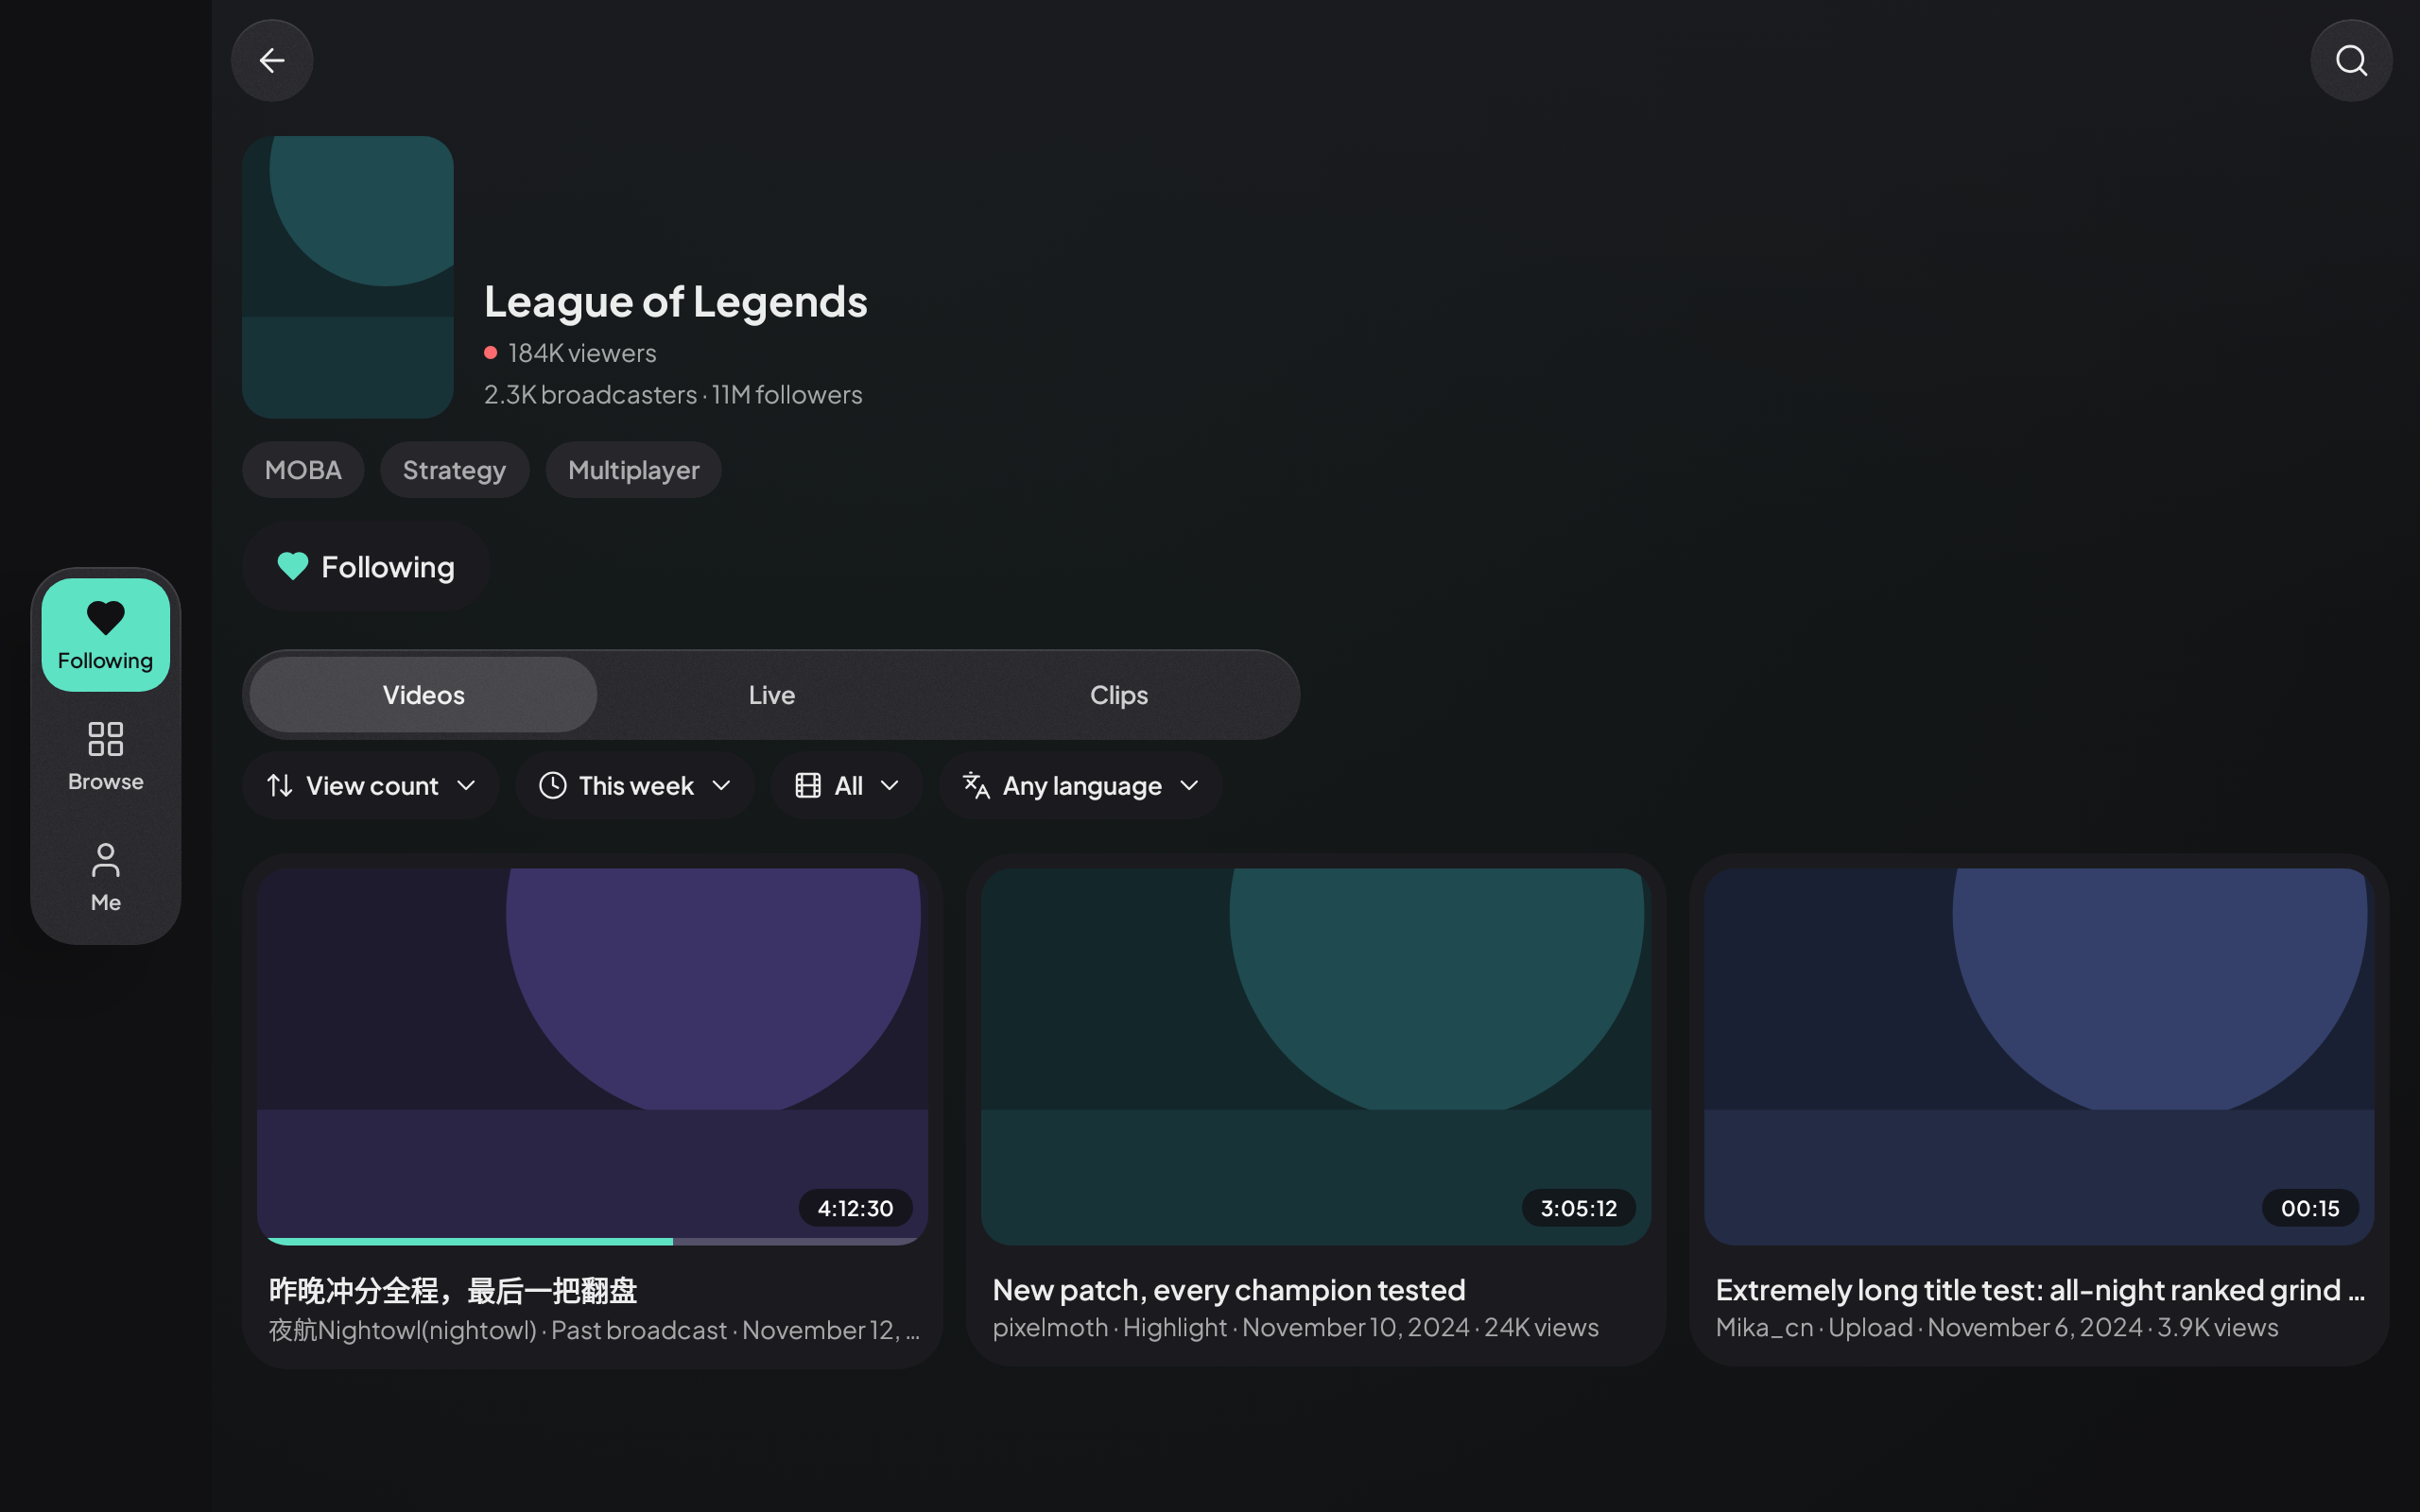 League of Legends
184K viewers
2.3K broadcasters · 11M followers
MOBA
Strategy
Multiplayer
Following
Following
Browse
Me
Videos
Live
Clips
View count
This week
All
Any language
4:12:30
昨晚冲分全程，最后一把翻盘
夜航Nightowl(nightowl) · Past broadcast · November 12, ...
3:05:12
New patch, every champion tested
pixelmoth · Highlight · November 10, 2024 · 24K views
00:15
Extremely long title test: all-night ranked grind ...
Mika_cn · Upload · November 6, 2024 · 3.9K views